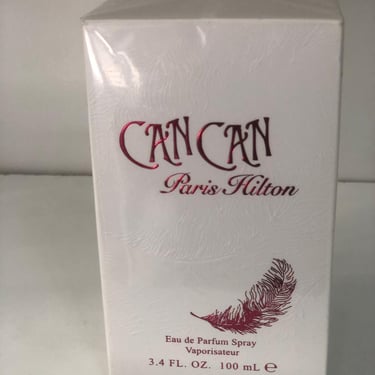 CAN CAN
Paris Hilton
Eau de Parfum Spray
Vaporisateur
3.4 FL. OZ. 100 mL ℮